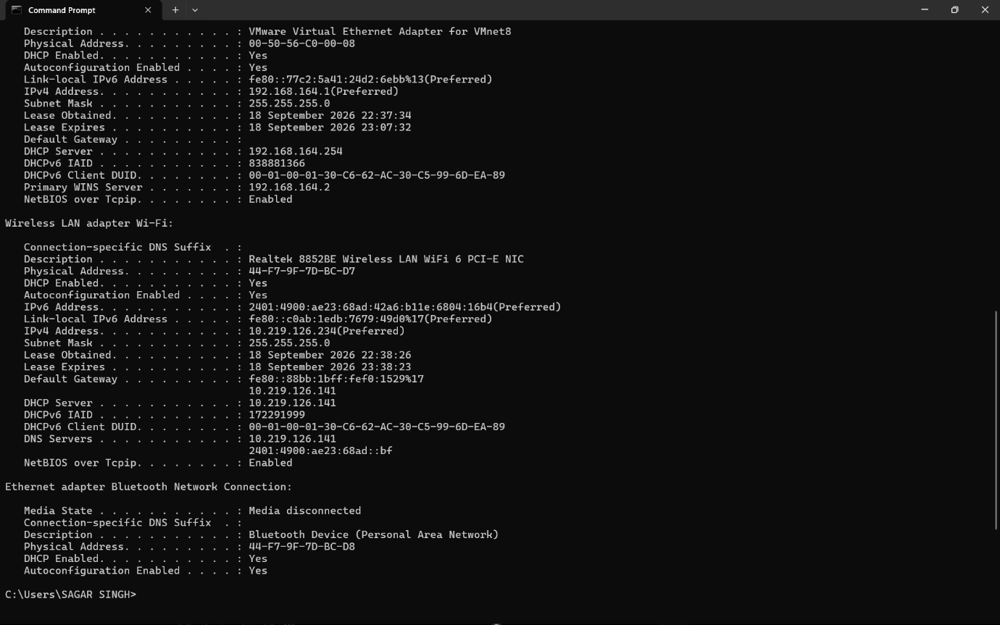 Command Prompt
Description . . . . . . . . . . . : VMware Virtual Ethernet Adapter for VMnet8
Physical Address. . . . . . . . . : 00-50-56-C0-00-08
DHCP Enabled. . . . . . . . . . . : Yes
Autoconfiguration Enabled . . . . : Yes
Link-local IPv6 Address . . . . . : fe80::77c2:5a41:24d2:6ebb%13(Preferred)
IPv4 Address. . . . . . . . . . . : 192.168.164.1(Preferred)
Subnet Mask . . . . . . . . . . . : 255.255.255.0
Lease Obtained. . . . . . . . . . : 18 September 2026 22:37:34
Lease Expires . . . . . . . . . . : 18 September 2026 23:07:32
Default Gateway . . . . . . . . . :
DHCP Server . . . . . . . . . . . : 192.168.164.254
DHCPv6 IAID . . . . . . . . . . . : 838881366
DHCPv6 Client DUID. . . . . . . . : 00-01-00-01-30-C6-62-AC-30-C5-99-6D-EA-89
Primary WINS Server . . . . . . . : 192.168.164.2
NetBIOS over Tcpip. . . . . . . . : Enabled
Wireless LAN adapter Wi-Fi:
Connection-specific DNS Suffix  . :
Description . . . . . . . . . . . : Realtek 8852BE Wireless LAN WiFi 6 PCI-E NIC
Physical Address. . . . . . . . . : 44-F7-9F-7D-BC-D7
DHCP Enabled. . . . . . . . . . . : Yes
Autoconfiguration Enabled . . . . : Yes
IPv6 Address. . . . . . . . . . . : 2401:4900:ae23:68ad:42a6:b11e:6804:16b4(Preferred)
Link-local IPv6 Address . . . . . : fe80::c0ab:1edb:7679:49d0%17(Preferred)
IPv4 Address. . . . . . . . . . . : 10.219.126.234(Preferred)
Subnet Mask . . . . . . . . . . . : 255.255.255.0
Lease Obtained. . . . . . . . . . : 18 September 2026 22:38:26
Lease Expires . . . . . . . . . . : 18 September 2026 23:38:23
Default Gateway . . . . . . . . . : fe80::88bb:1bff:fef0:1529%17
10.219.126.141
DHCP Server . . . . . . . . . . . : 10.219.126.141
DHCPv6 IAID . . . . . . . . . . . : 172291999
DHCPv6 Client DUID. . . . . . . . : 00-01-00-01-30-C6-62-AC-30-C5-99-6D-EA-89
DNS Servers . . . . . . . . . . . : 10.219.126.141
2401:4900:ae23:68ad::bf
NetBIOS over Tcpip. . . . . . . . : Enabled
Ethernet adapter Bluetooth Network Connection:
Media State . . . . . . . . . . . : Media disconnected
Connection-specific DNS Suffix  . :
Description . . . . . . . . . . . : Bluetooth Device (Personal Area Network)
Physical Address. . . . . . . . . : 44-F7-9F-7D-BC-D8
DHCP Enabled. . . . . . . . . . . : Yes
Autoconfiguration Enabled . . . . : Yes
C:\Users\SAGAR SINGH>